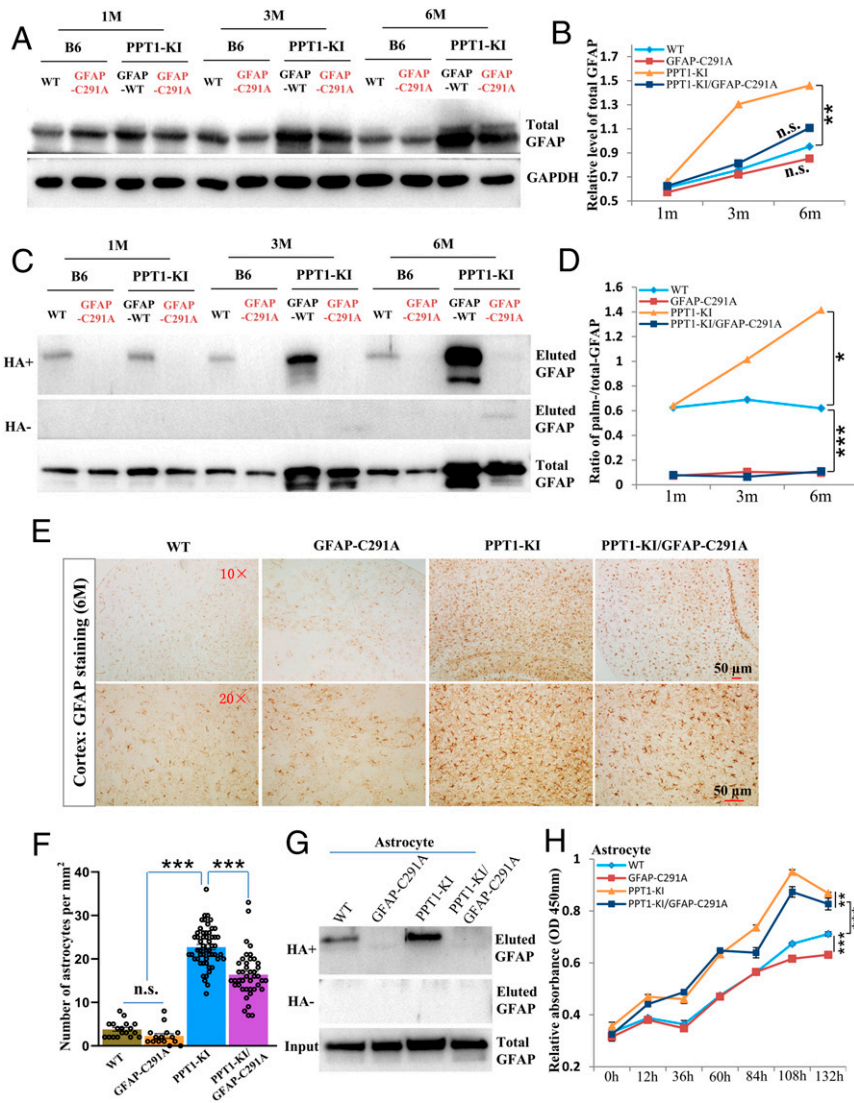 A
1M
3M
6M
B6
PPT1-KI
B6
PPT1-KI
B6
PPT1-KI
WT
GFAP
-C291A
GFAP
-WT
GFAP
-C291A
WT
GFAP
-C291A
GFAP
-WT
GFAP
-C291A
WT
GFAP
-C291A
GFAP
-WT
GFAP
-C291A
Total
GFAP
GAPDH
B
Relative level of total GFAP
1.9
1.7
1.5
1.3
1.1
0.9
0.7
0.5
WT
GFAP-C291A
PPT1-KI
PPT1-KI/GFAP-C291A
**
n.s.
n.s.
1m
3m
6m
C
1M
3M
6M
B6
PPT1-KI
B6
PPT1-KI
B6
PPT1-KI
WT
GFAP
-C291A
GFAP
-WT
GFAP
-C291A
WT
GFAP
-C291A
GFAP
-WT
GFAP
-C291A
WT
GFAP
-C291A
GFAP
-WT
GFAP
-C291A
HA+
Eluted
GFAP
HA-
Eluted
GFAP
Total
GFAP
D
Ratio of palm-/total-GFAP
1.6
1.4
1.2
1
0.8
0.6
0.4
0.2
0
WT
GFAP-C291A
PPT1-KI
PPT1-KI/GFAP-C291A
*
***
1m
3m
6m
E
WT
GFAP-C291A
PPT1-KI
PPT1-KI/GFAP-C291A
Cortex: GFAP staining (6M)
10×
50 µm
20×
50 µm
F
Number of astrocytes per mm²
40
30
20
10
0
***
***
n.s.
WT
GFAP-C291A
PPT1-KI
PPT1-KI/
GFAP-C291A
G
Astrocyte
WT
GFAP-C291A
PPT1-KI
PPT1-KI/
GFAP-C291A
HA+
Eluted
GFAP
HA-
Eluted
GFAP
Input
Total
GFAP
H
Astrocyte
Relative absorbance (OD 450nm)
1
0.8
0.6
0.4
0.2
WT
GFAP-C291A
PPT1-KI
PPT1-KI/GFAP-C291A
**
***
***
0h
12h
36h
60h
84h
108h
132h